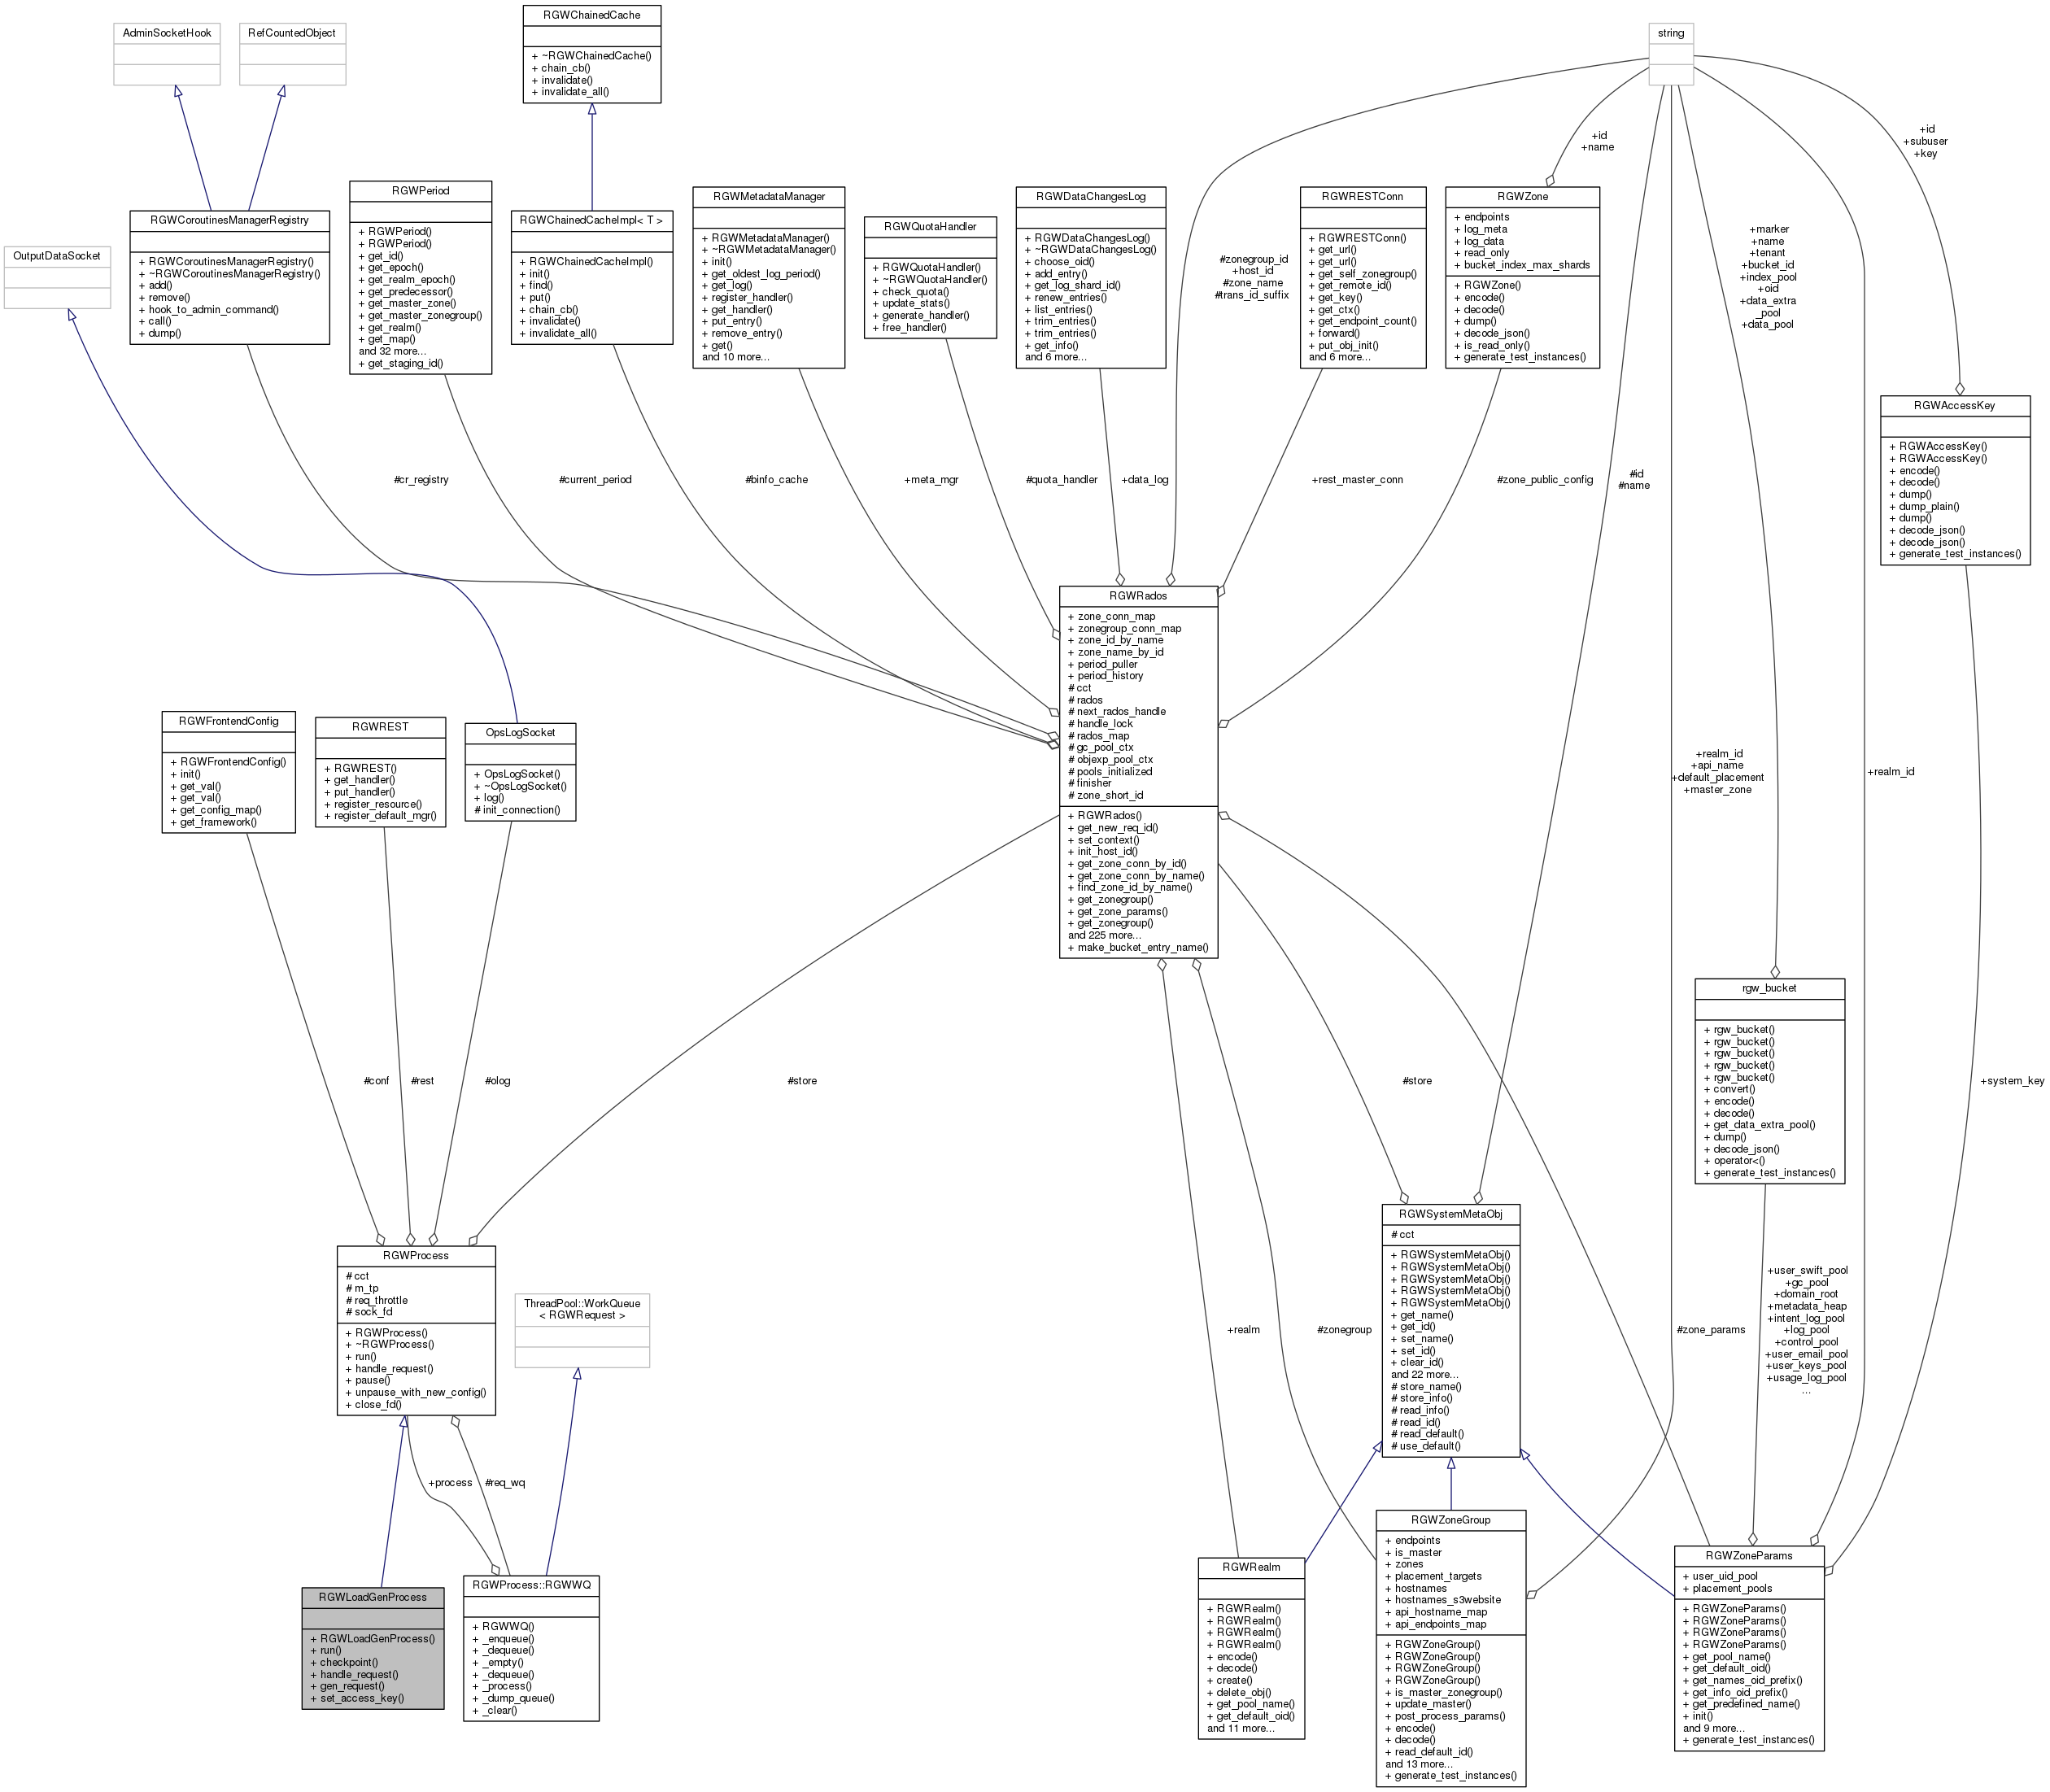 AdminSocketHook
RefCountedObject
RGWChainedCache
+ ~RGWChainedCache()
+ chain_cb()
+ invalidate()
+ invalidate_all()
string
OutputDataSocket
RGWCoroutinesManagerRegistry
+ RGWCoroutinesManagerRegistry()
+ ~RGWCoroutinesManagerRegistry()
+ add()
+ remove()
+ hook_to_admin_command()
+ call()
+ dump()
RGWPeriod
+ RGWPeriod()
+ RGWPeriod()
+ get_id()
+ get_epoch()
+ get_realm_epoch()
+ get_predecessor()
+ get_master_zone()
+ get_master_zonegroup()
+ get_realm()
+ get_map()
and 32 more...
+ get_staging_id()
RGWChainedCacheImpl< T >
+ RGWChainedCacheImpl()
+ init()
+ find()
+ put()
+ chain_cb()
+ invalidate()
+ invalidate_all()
RGWMetadataManager
+ RGWMetadataManager()
+ ~RGWMetadataManager()
+ init()
+ get_oldest_log_period()
+ get_log()
+ register_handler()
+ get_handler()
+ put_entry()
+ remove_entry()
+ get()
and 10 more...
RGWQuotaHandler
+ RGWQuotaHandler()
+ ~RGWQuotaHandler()
+ check_quota()
+ update_stats()
+ generate_handler()
+ free_handler()
RGWDataChangesLog
+ RGWDataChangesLog()
+ ~RGWDataChangesLog()
+ choose_oid()
+ add_entry()
+ get_log_shard_id()
+ renew_entries()
+ list_entries()
+ trim_entries()
+ trim_entries()
+ get_info()
and 6 more...
#zonegroup_id
+host_id
#zone_name
#trans_id_suffix
RGWRESTConn
+ RGWRESTConn()
+ get_url()
+ get_url()
+ get_self_zonegroup()
+ get_remote_id()
+ get_key()
+ get_ctx()
+ get_endpoint_count()
+ forward()
+ put_obj_init()
and 6 more...
+id
+name
RGWZone
+ endpoints
+ log_meta
+ log_data
+ read_only
+ bucket_index_max_shards
+ RGWZone()
+ encode()
+ decode()
+ dump()
+ decode_json()
+ is_read_only()
+ generate_test_instances()
+marker
+name
+tenant
+bucket_id
+index_pool
+oid
+data_extra
_pool
+data_pool
+id
+subuser
+key
RGWAccessKey
+ RGWAccessKey()
+ RGWAccessKey()
+ encode()
+ decode()
+ dump()
+ dump_plain()
+ dump()
+ decode_json()
+ decode_json()
+ generate_test_instances()
#cr_registry
#current_period
#binfo_cache
+meta_mgr
#quota_handler
+data_log
+rest_master_conn
#zone_public_config
#id
#name
RGWRados
+ zone_conn_map
+ zonegroup_conn_map
+ zone_id_by_name
+ zone_name_by_id
+ period_puller
+ period_history
# cct
# rados
# next_rados_handle
# handle_lock
# rados_map
# gc_pool_ctx
# objexp_pool_ctx
# pools_initialized
# finisher
# zone_short_id
+ RGWRados()
+ get_new_req_id()
+ set_context()
+ init_host_id()
+ get_zone_conn_by_id()
+ get_zone_conn_by_name()
+ find_zone_id_by_name()
+ get_zonegroup()
+ get_zone_params()
+ get_zonegroup()
and 225 more...
+ make_bucket_entry_name()
RGWFrontendConfig
+ RGWFrontendConfig()
+ init()
+ get_val()
+ get_val()
+ get_config_map()
+ get_framework()
RGWREST
+ RGWREST()
+ get_handler()
+ put_handler()
+ register_resource()
+ register_default_mgr()
OpsLogSocket
+ OpsLogSocket()
+ ~OpsLogSocket()
+ log()
# init_connection()
+realm_id
+api_name
+default_placement
+master_zone
+realm_id
rgw_bucket
+ rgw_bucket()
+ rgw_bucket()
+ rgw_bucket()
+ rgw_bucket()
+ rgw_bucket()
+ convert()
+ encode()
+ decode()
+ get_data_extra_pool()
+ dump()
+ decode_json()
+ operator<()
+ generate_test_instances()
#conf
#rest
#olog
#store
#store
+system_key
RGWProcess
# cct
# m_tp
# req_throttle
# sock_fd
+ RGWProcess()
+ ~RGWProcess()
+ run()
+ handle_request()
+ pause()
+ unpause_with_new_config()
+ close_fd()
ThreadPool::WorkQueue
< RGWRequest >
RGWSystemMetaObj
# cct
+ RGWSystemMetaObj()
+ RGWSystemMetaObj()
+ RGWSystemMetaObj()
+ RGWSystemMetaObj()
+ RGWSystemMetaObj()
+ get_name()
+ get_id()
+ set_name()
+ set_id()
+ clear_id()
and 22 more...
# store_name()
# store_info()
# read_info()
# read_id()
# read_default()
# use_default()
+realm
#zonegroup
#zone_params
+user_swift_pool
+gc_pool
+domain_root
+metadata_heap
+intent_log_pool
+log_pool
+control_pool
+user_email_pool
+user_keys_pool
+usage_log_pool
...
+process
#req_wq
RGWLoadGenProcess
+ RGWLoadGenProcess()
+ run()
+ checkpoint()
+ handle_request()
+ gen_request()
+ set_access_key()
RGWProcess::RGWWQ
+ RGWWQ()
+ _enqueue()
+ _dequeue()
+ _empty()
+ _dequeue()
+ _process()
+ _dump_queue()
+ _clear()
RGWRealm
+ RGWRealm()
+ RGWRealm()
+ RGWRealm()
+ RGWRealm()
+ encode()
+ decode()
+ create()
+ delete_obj()
+ get_pool_name()
+ get_default_oid()
and 11 more...
RGWZoneGroup
+ endpoints
+ is_master
+ zones
+ placement_targets
+ hostnames
+ hostnames_s3website
+ api_hostname_map
+ api_endpoints_map
+ RGWZoneGroup()
+ RGWZoneGroup()
+ RGWZoneGroup()
+ RGWZoneGroup()
+ is_master_zonegroup()
+ update_master()
+ post_process_params()
+ encode()
+ decode()
+ read_default_id()
and 13 more...
+ generate_test_instances()
RGWZoneParams
+ user_uid_pool
+ placement_pools
+ RGWZoneParams()
+ RGWZoneParams()
+ RGWZoneParams()
+ RGWZoneParams()
+ get_pool_name()
+ get_default_oid()
+ get_names_oid_prefix()
+ get_info_oid_prefix()
+ get_predefined_name()
+ init()
and 9 more...
+ generate_test_instances()